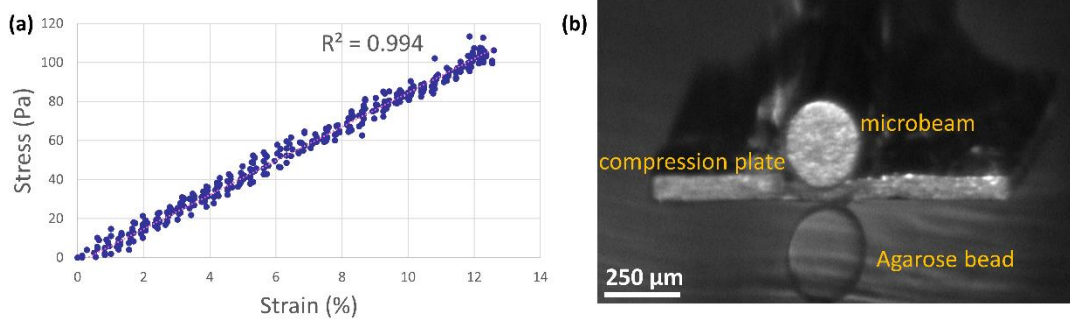 (a)
120
100
80
60
40
20
0
Stress (Pa)
R² = 0.994
0 2 4 6 8 10 12 14
Strain (%)
(b)
microbeam
compression plate
Agarose bead
250 µm